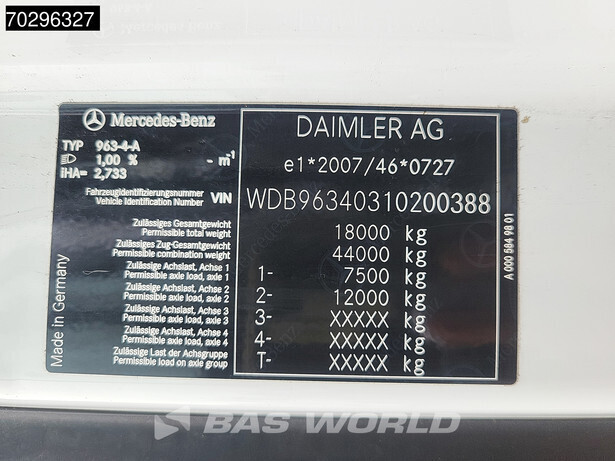 70296327
Mercedes-Benz
TYP 963-4-A
1,00 % - m-1
iHA= 2,733
Fahrzeugidentifizierungsnummer
Vehicle Identification Number VIN
Zulässiges Gesamtgewicht
Permissible total weight
Zulässiges Zug-Gesamtgewicht
Permissible combination weight
Zulässige Achslast, Achse 1
Permissible axle load, axle 1
Zulässige Achslast, Achse 2
Permissible axle load, axle 2
Zulässige Achslast, Achse 3
Permissible axle load, axle 3
Zulässige Achslast, Achse 4
Permissible axle load, axle 4
Zulässige Last der Achsgruppe
Permissible load on axle group
Made in Germany
DAIMLER AG
e1*2007/46*0727
WDB96340310200388
18000 kg
44000 kg
1- 7500 kg
2- 12000 kg
3- XXXXX kg
4- XXXXX kg
T- XXXXX kg
A 000 584 98 01
BAS WORLD